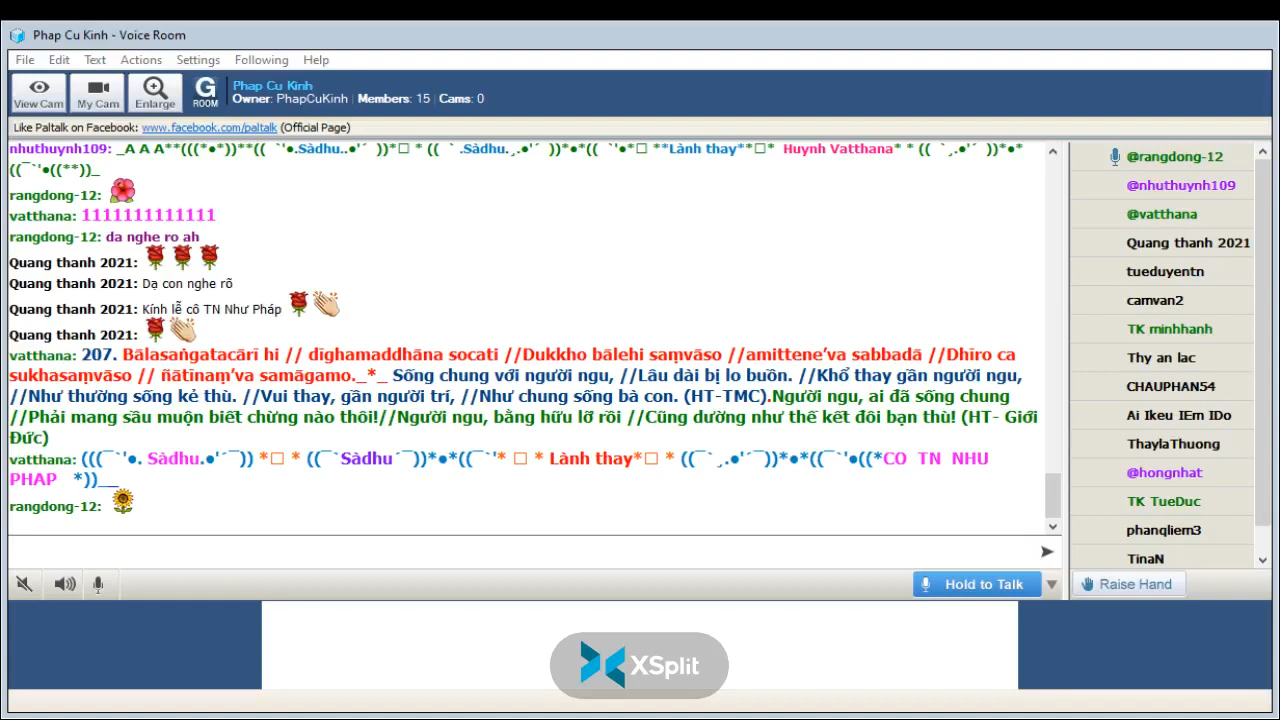 Phap Cu Kinh - Voice Room
File Edit Text Actions Settings Following Help
View Cam My Cam Enlarge G ROOM
Phap Cu Kinh
Owner: PhapCuKinh | Members: 15 | Cams: 0
Like Paltalk on Facebook: www.facebook.com/paltalk (Official Page)
nhuthuynh109: _A A A**(((*●*))**(( `'●.Sàdhu..●'´ ))*□ * (( ` .Sàdhu.¸.●'´ ))*●*(( `'●*□ **Lành thay**□* Huynh Vatthana* * (( `¸.●'´ ))*●*
((¯`'●((**))_
rangdong-12:
vatthana: 1111111111111
rangdong-12: da nghe ro ah
Quang thanh 2021:
Quang thanh 2021: Dạ con nghe rõ
Quang thanh 2021: Kính lễ cô TN Như Pháp
Quang thanh 2021:
vatthana: 207. Bālasaṅgatacārī hi // dīghamaddhāna socati //Dukkho bālehi saṃvāso //amittene’va sabbadā //Dhīro ca
sukhasaṃvāso // ñātīnaṃ’va samāgamo._*_ Sống chung với người ngu, //Lâu dài bị lo buồn. //Khổ thay gần người ngu,
//Như thường sống kẻ thù. //Vui thay, gần người trí, //Như chung sống bà con. (HT-TMC).Người ngu, ai đã sống chung
//Phải mang sầu muộn biết chừng nào thôi!//Người ngu, bằng hữu lỡ rồi //Cũng dường như thế kết đôi bạn thù! (HT- Giới
Đức)
vatthana: (((¯`'●. Sàdhu.●'´¯)) *□ * ((¯`Sàdhu´¯))*●*((¯`'* □ * Lành thay*□ * ((¯`¸.●'´¯))*●*((¯`'●((*CO TN NHU
PHAP *))__
rangdong-12:
@rangdong-12
@nhuthuynh109
@vatthana
Quang thanh 2021
tueduyentn
camvan2
TK minhhanh
Thy an lac
CHAUPHAN54
Ai lkeu IEm IDo
ThaylaThuong
@hongnhat
TK TueDuc
phanqliem3
TinaN
Hold to Talk
Raise Hand
XSplit